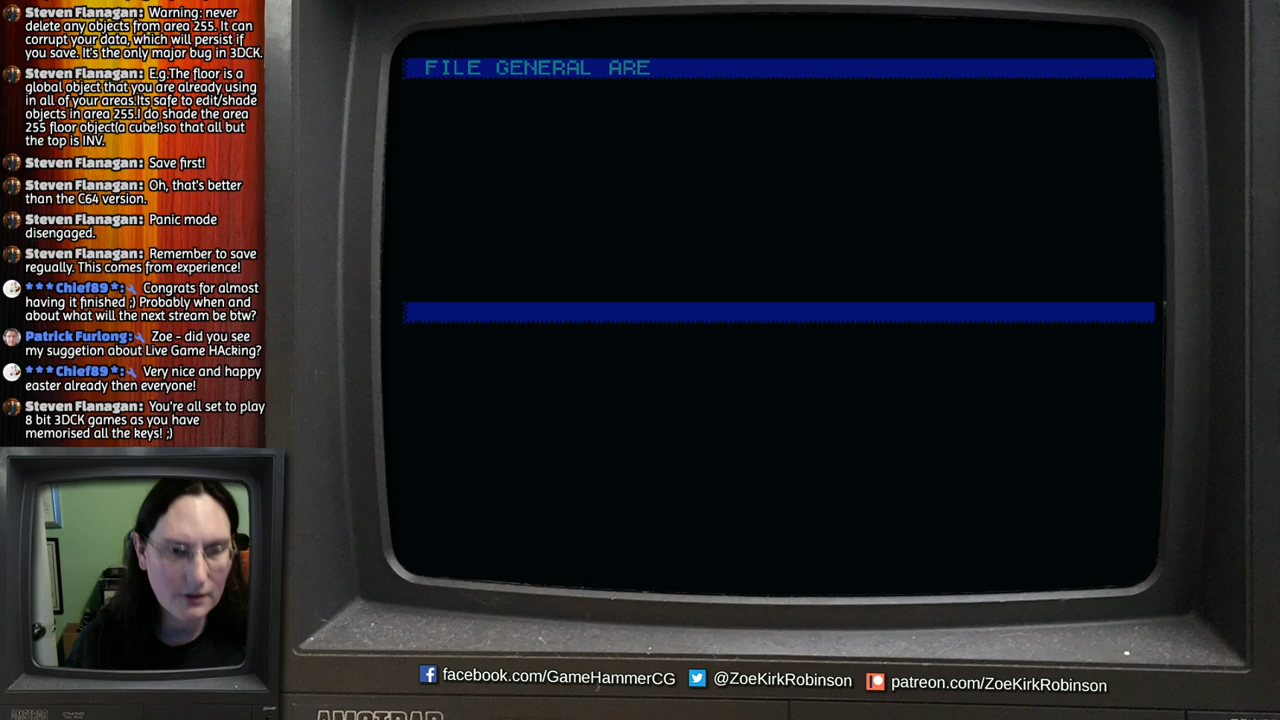 Steven Flanagan: Warning: never
delete any objects from area 255. It can
corrupt your data, which will persist if
you save. It's the only major bug in 3DCK.
Steven Flanagan: E.g.The floor is a
global object that you are already using
in all of your areas.Its safe to edit/shade
objects in area 255.I do shade the area
255 floor object(a cube!)so that all but
the top is INV.
Steven Flanagan: Save first!
Steven Flanagan: Oh, that's better
than the C64 version.
Steven Flanagan: Panic mode
disengaged.
Steven Flanagan: Remember to save
regually. This comes from experience!
***Chief89*: Congrats for almost
having it finished ;) Probably when and
about what will the next stream be btw?
Patrick Furlong: Zoe - did you see
my suggetion about Live Game HAcking?
***Chief89*: Very nice and happy
easter already then everyone!
Steven Flanagan: You're all set to play
8 bit 3DCK games as you have
memorised all the keys! ;)
FILE GENERAL ARE
facebook.com/GameHammerCG @ZoeKirkRobinson patreon.com/ZoeKirkRobinson
AMSTRAD